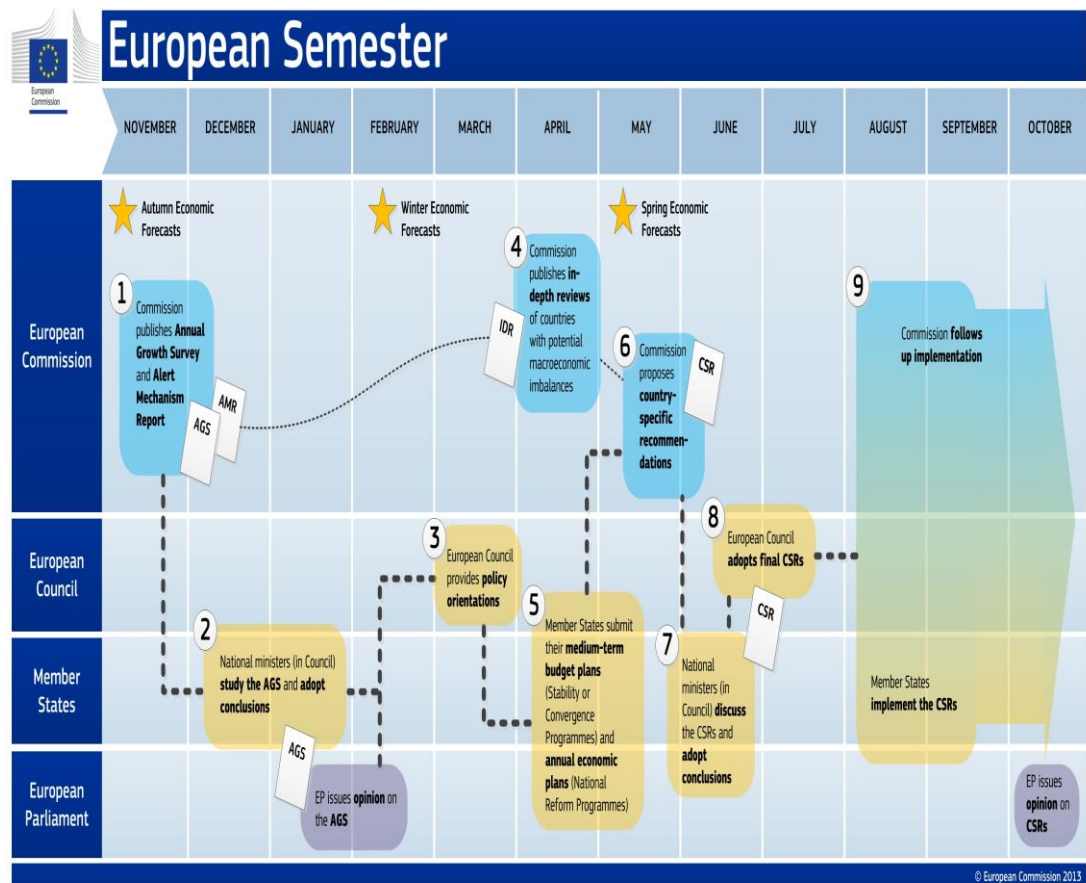 European Semester
European
Commission
NOVEMBER
DECEMBER
JANUARY
FEBRUARY
MARCH
APRIL
MAY
JUNE
JULY
AUGUST
SEPTEMBER
OCTOBER
European
Commission
Autumn Economic
Forecasts
Winter Economic
Forecasts
Spring Economic
Forecasts
1
Commission
publishes Annual
Growth Survey
and Alert
Mechanism
Report
AGS
AMR
4
Commission
publishes in-
depth reviews
of countries
with potential
macroeconomic
imbalances
IDR
6
Commission
proposes
country-
specific
recommen-
dations
CSR
9
Commission follows
up implementation
European
Council
3
European Council
provides policy
orientations
8
European Council
adopts final CSRs
CSR
Member
States
2
National ministers (in Council)
study the AGS and adopt
conclusions
AGS
5
Member States submit
their medium-term
budget plans
(Stability or
Convergence
Programmes) and
annual economic
plans (National
Reform Programmes)
7
National
ministers (in
Council) discuss
the CSRs and
adopt
conclusions
Member States
implement the CSRs
European
Parliament
EP issues opinion on
the AGS
EP issues
opinion on
CSRs
© European Commission 2013